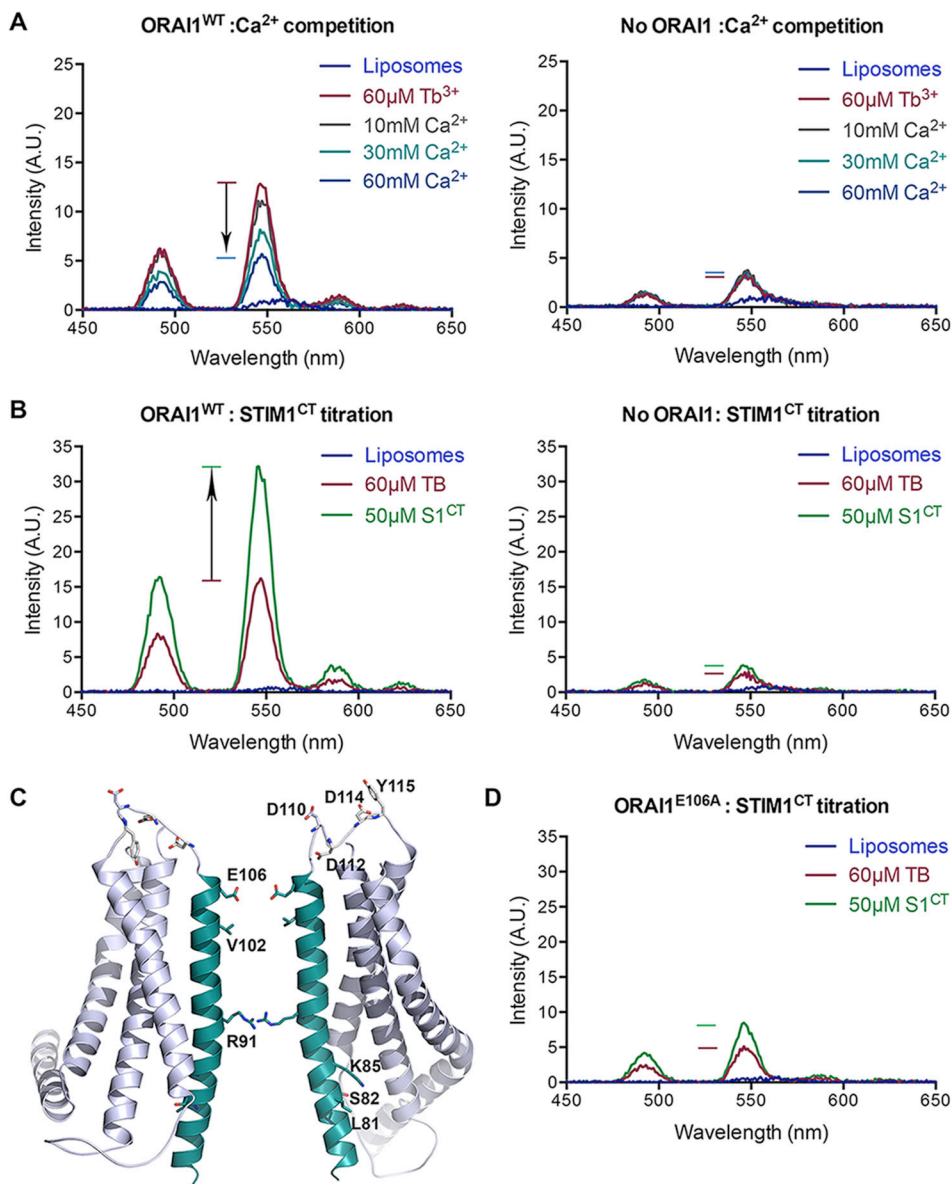 A
ORAI1WT :Ca2+ competition
Intensity (A.U.)
25
20
15
10
5
0
450 500 550 600 650
Wavelength (nm)
Liposomes
60µM Tb3+
10mM Ca2+
30mM Ca2+
60mM Ca2+
No ORAI1 :Ca2+ competition
Intensity (A.U.)
25
20
15
10
5
0
450 500 550 600 650
Wavelength (nm)
Liposomes
60µM Tb3+
10mM Ca2+
30mM Ca2+
60mM Ca2+
B
ORAI1WT : STIM1CT titration
Intensity (A.U.)
35
30
25
20
15
10
5
0
450 500 550 600 650
Wavelength (nm)
Liposomes
60µM TB
50µM S1CT
No ORAI1: STIM1CT titration
Intensity (A.U.)
35
30
25
20
15
10
5
0
450 500 550 600 650
Wavelength (nm)
Liposomes
60µM TB
50µM S1CT
C
Y115
D114
D110
D112
E106
V102
R91
K85
S82
L81
D
ORAI1E106A : STIM1CT titration
Intensity (A.U.)
35
30
25
20
15
10
5
0
450 500 550 600 650
Wavelength (nm)
Liposomes
60µM TB
50µM S1CT